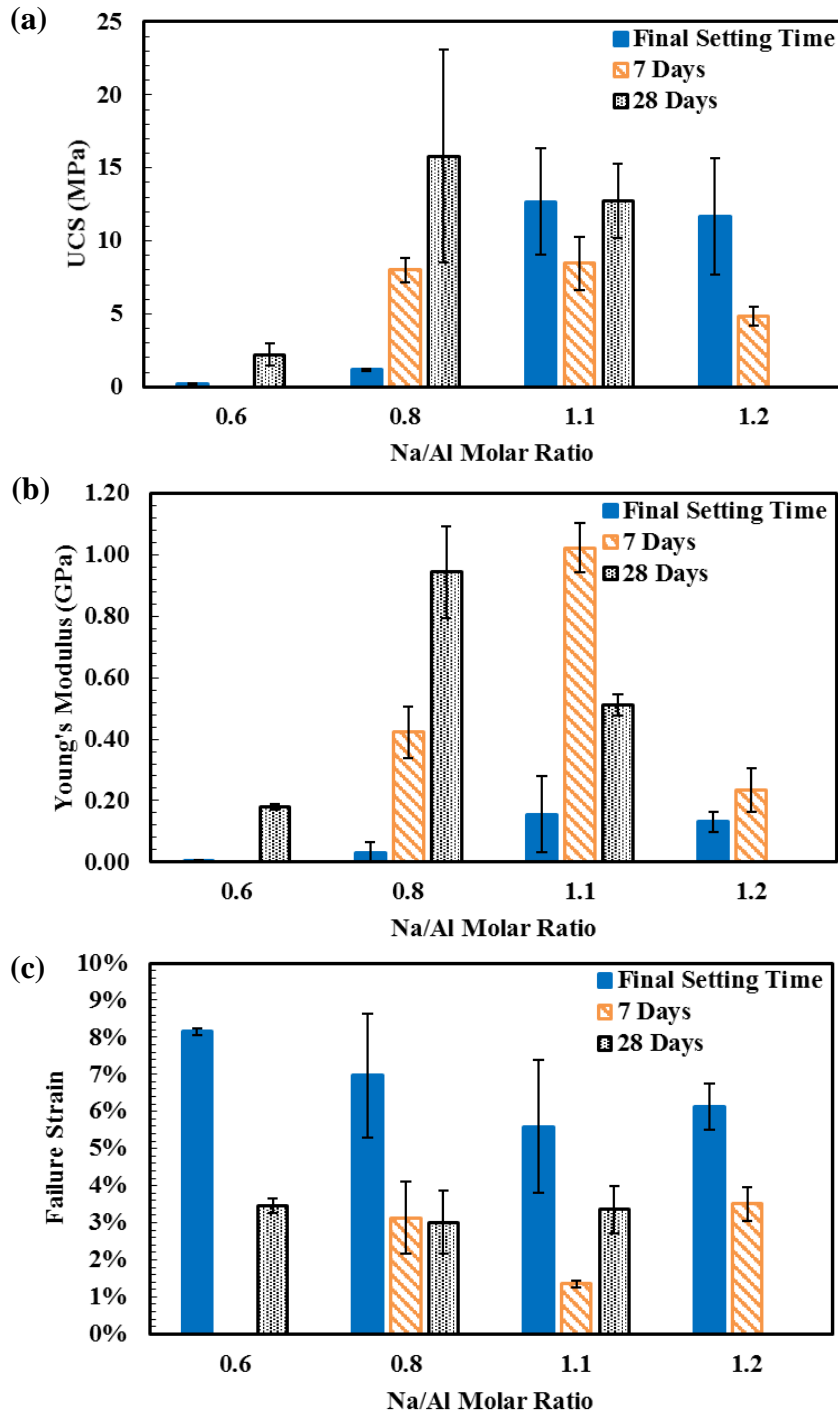 (a)
25
20
15
10
5
0
UCS (MPa)
Final Setting Time
7 Days
28 Days
0.6 0.8 1.1 1.2
Na/Al Molar Ratio
(b)
1.20
1.00
0.80
0.60
0.40
0.20
0.00
Young's Modulus (GPa)
Final Setting Time
7 Days
28 Days
0.6 0.8 1.1 1.2
Na/Al Molar Ratio
(c)
10%
9%
8%
7%
6%
5%
4%
3%
2%
1%
0%
Failure Strain
Final Setting Time
7 Days
28 Days
0.6 0.8 1.1 1.2
Na/Al Molar Ratio